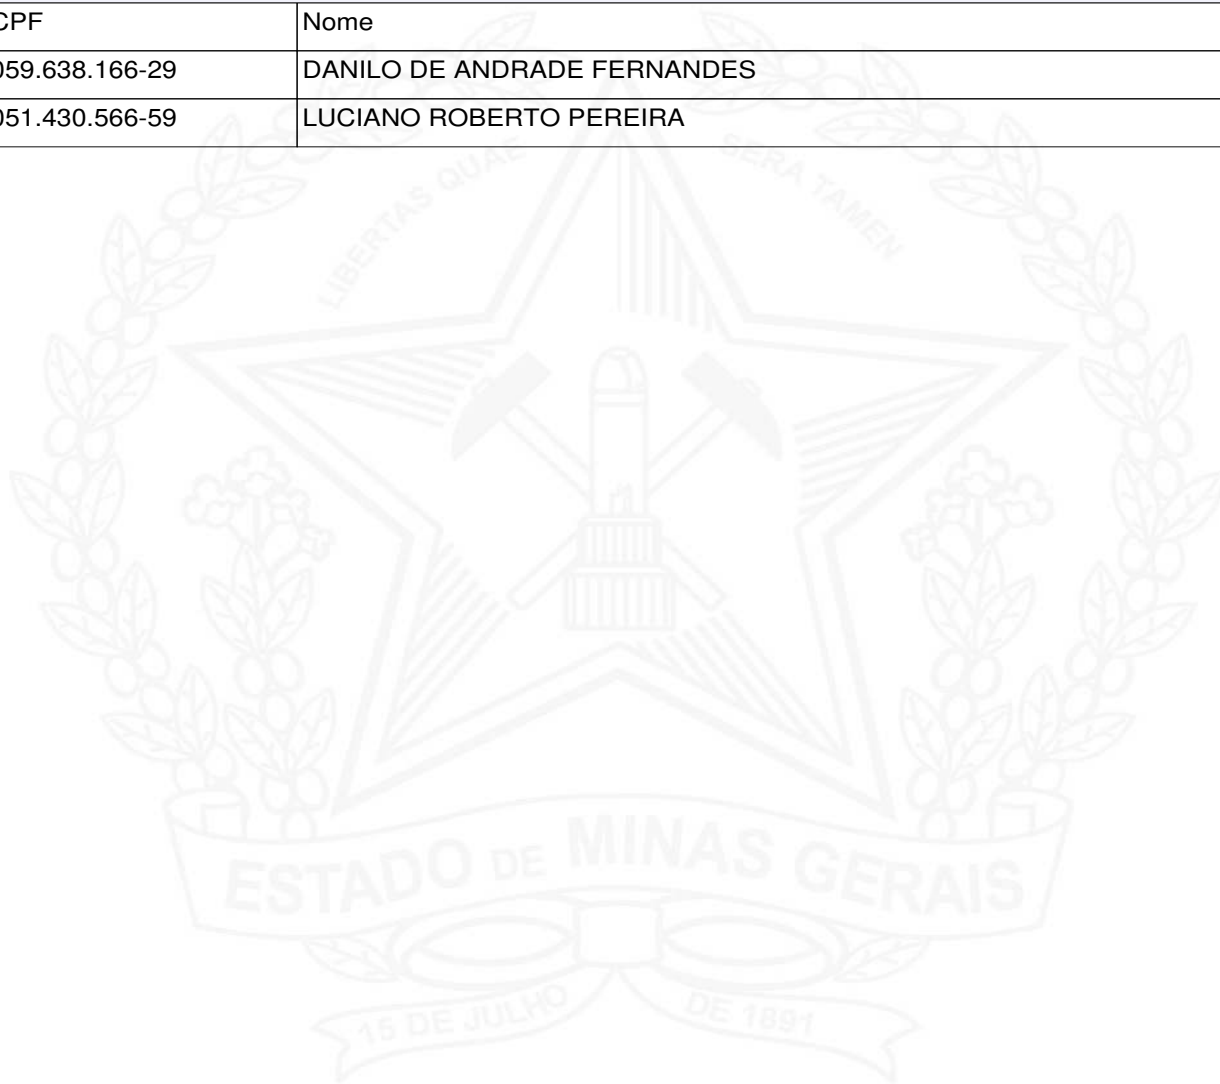 CPF Nome
059.638.166-29 DANILO DE ANDRADE FERNANDES
051.430.566-59 LUCIANO ROBERTO PEREIRA
LIBERTAS QUAE SERA TAMEN
ESTADO DE MINAS GERAIS
15 DE JULHO DE 1891